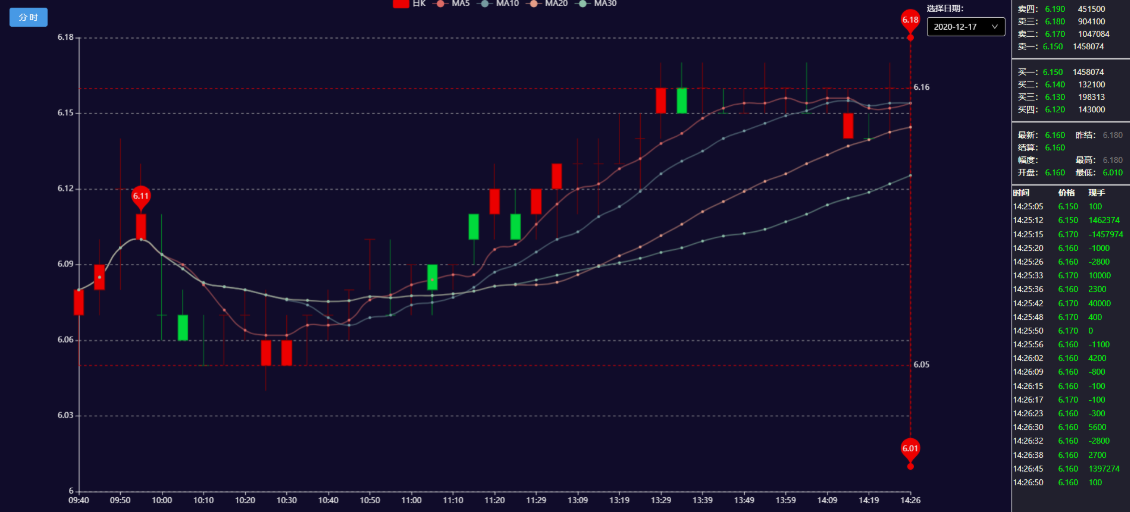 分 时
日K MA5 MA10 MA20 MA30
选择日期:
2020-12-17
6.18
6.18
6.16
6.15
6.12
6.11
6.09
6.06
6.05
6.03
6.01
6
09:40 09:50 10:00 10:10 10:20 10:30 10:40 10:50 11:00 11:10 11:20 11:29 13:09 13:19 13:29 13:39 13:49 13:59 14:09 14:19 14:26
卖四: 6.190 451500
卖三: 6.180 904100
卖二: 6.170 1047084
卖一: 6.150 1458074
买一: 6.150 1458074
买二: 6.140 132100
买三: 6.130 198313
买四: 6.120 143000
最新: 6.160 昨结: 6.180
结算: 6.160
幅度: 最高: 6.180
开盘: 6.160 最低: 6.010
时间 价格 现手
14:25:05 6.150 100
14:25:12 6.150 1462374
14:25:15 6.170 -1457974
14:25:20 6.160 -1000
14:25:26 6.160 -2800
14:25:33 6.170 10000
14:25:36 6.160 2300
14:25:42 6.170 40000
14:25:48 6.170 400
14:25:50 6.170 0
14:25:56 6.160 -1100
14:26:02 6.160 4200
14:26:09 6.160 -800
14:26:15 6.160 -100
14:26:17 6.170 -100
14:26:23 6.160 -300
14:26:30 6.160 5600
14:26:32 6.160 -2800
14:26:38 6.160 2700
14:26:45 6.160 1397274
14:26:50 6.160 100